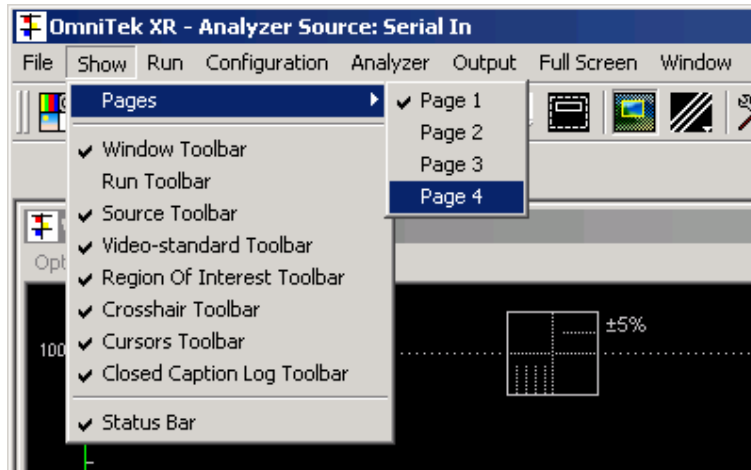 OmniTek XR - Analyzer Source: Serial In
File Show Run Configuration Analyzer Output Full Screen Window
Pages
Page 1
Page 2
Page 3
Page 4
Window Toolbar
Run Toolbar
Source Toolbar
Video-standard Toolbar
Region Of Interest Toolbar
Crosshair Toolbar
Cursors Toolbar
Closed Caption Log Toolbar
Status Bar
±5%